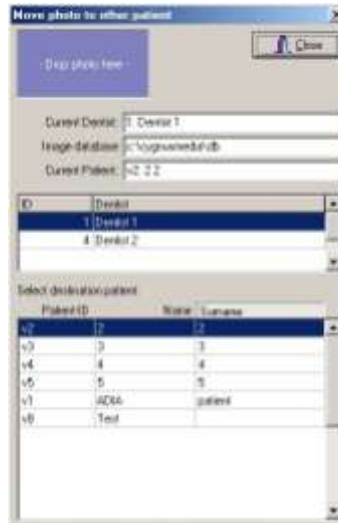 Move photo to other patient
Close
- Drop photo here -
Current Dentist: 1. Dentist 1
Image database
Current Patient: v2. 2 2
ID Dentist
1 Dentist 1
4 Dentist 2
Select destination patient
Patient ID Name Surname
v2 2 2
v3 3 3
v4 4 4
v5 5 5
v1 ADIA patient
v8 Test